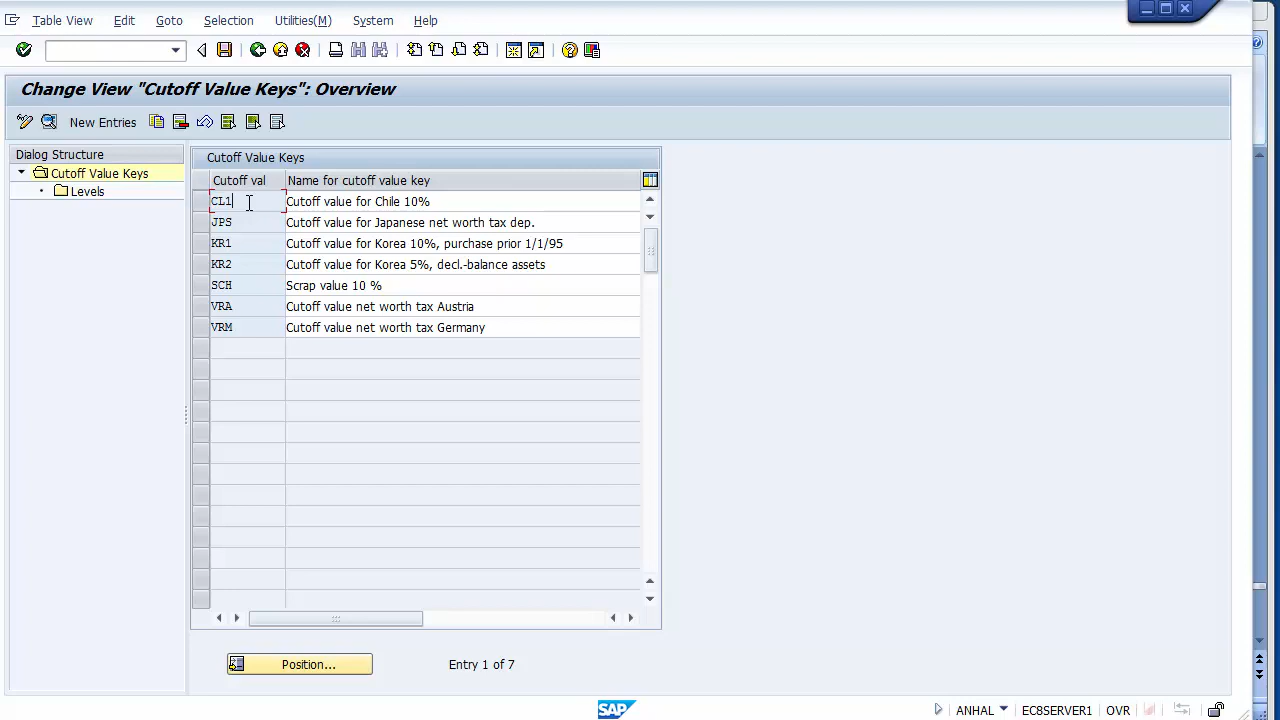 Table View Edit Goto Selection Utilities(M) System Help
Change View "Cutoff Value Keys": Overview
New Entries
Dialog Structure
Cutoff Value Keys
Levels
Cutoff Value Keys
Cutoff val Name for cutoff value key
CL1 Cutoff value for Chile 10%
JPS Cutoff value for Japanese net worth tax dep.
KR1 Cutoff value for Korea 10%, purchase prior 1/1/95
KR2 Cutoff value for Korea 5%, decl.-balance assets
SCH Scrap value 10 %
VRA Cutoff value net worth tax Austria
VRM Cutoff value net worth tax Germany
Position... Entry 1 of 7
SAP ANHAL ECSSERVER1 OVR